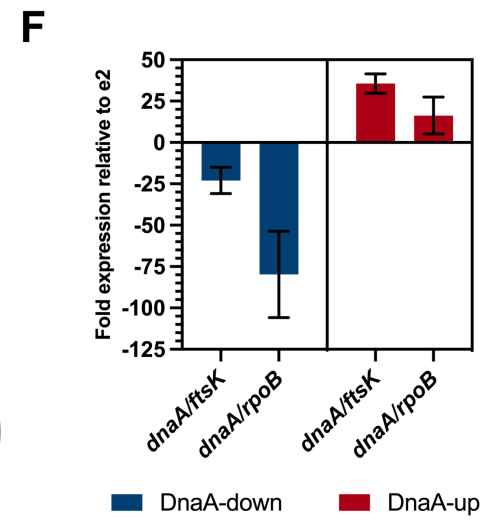 F
Fold expression relative to e2
50
25
0
-25
-50
-75
-100
-125
dnaA/ftsK
dnaA/rpoB
dnaA/ftsK
dnaA/rpoB
DnaA-down
DnaA-up